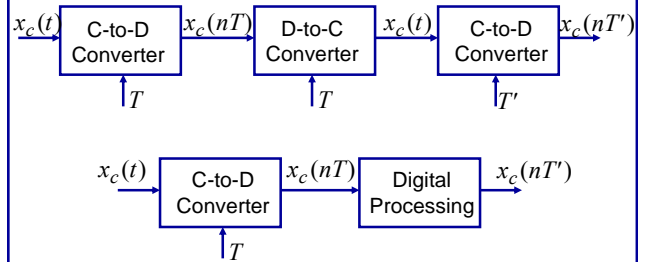 x_c(t) C-to-D Converter x_c(nT) D-to-C Converter x_c(t) C-to-D Converter x_c(nT′)
T T T′
x_c(t) C-to-D Converter x_c(nT) Digital Processing x_c(nT′)
T